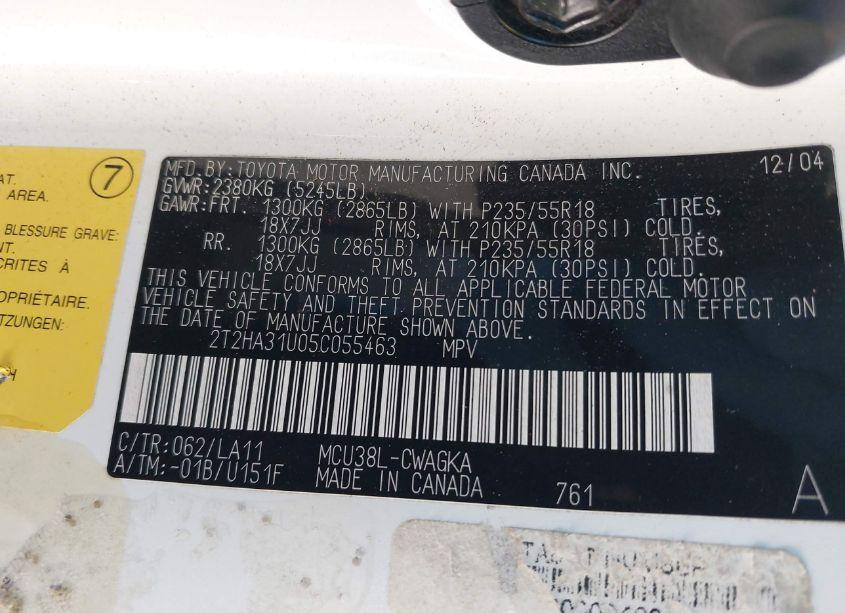 AT.
AREA.
7
BLESSURE GRAVE:
NT.
CRITES À
OPRIÉTAIRE.
TZUNGEN:
H
MFD. BY: TOYOTA MOTOR MANUFACTURING CANADA INC. 12/04
GVWR: 2380KG (5245LB)
GAWR: FRT. 1300KG (2865LB) WITH P235/55R18 TIRES,
18X7JJ RIMS, AT 210KPA (30PSI) COLD.
RR. 1300KG (2865LB) WITH P235/55R18 TIRES,
18X7JJ RIMS, AT 210KPA (30PSI) COLD.
THIS VEHICLE CONFORMS TO ALL APPLICABLE FEDERAL MOTOR
VEHICLE SAFETY AND THEFT PREVENTION STANDARDS IN EFFECT ON
THE DATE OF MANUFACTURE SHOWN ABOVE.
2T2HA31U05C055463 MPV
C/TR: 062/LA11 MCU38L-CWAGKA
A/TM: -01B/U151F MADE IN CANADA 761 A